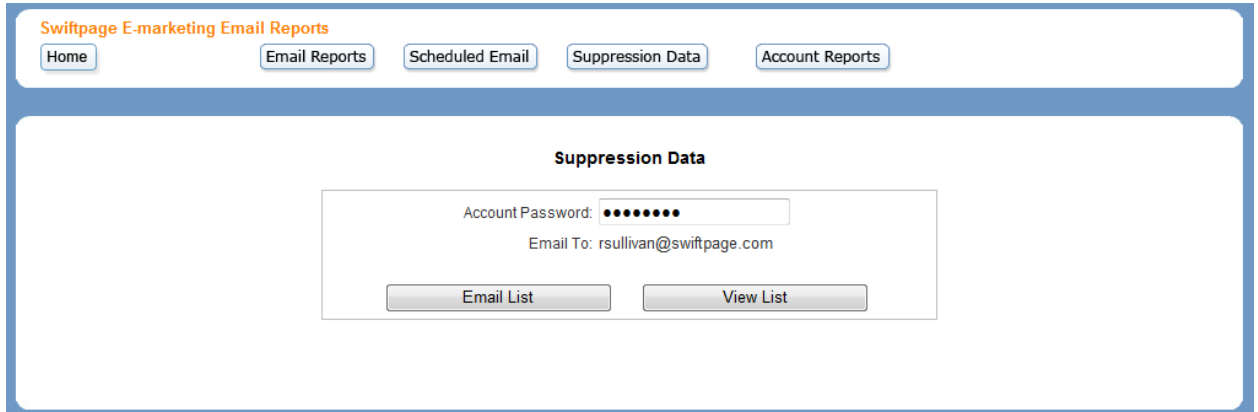 Swiftpage E-marketing Email Reports
Home Email Reports Scheduled Email Suppression Data Account Reports
Suppression Data
Account Password: ●●●●●●●●
Email To: rsullivan@swiftpage.com
Email List View List